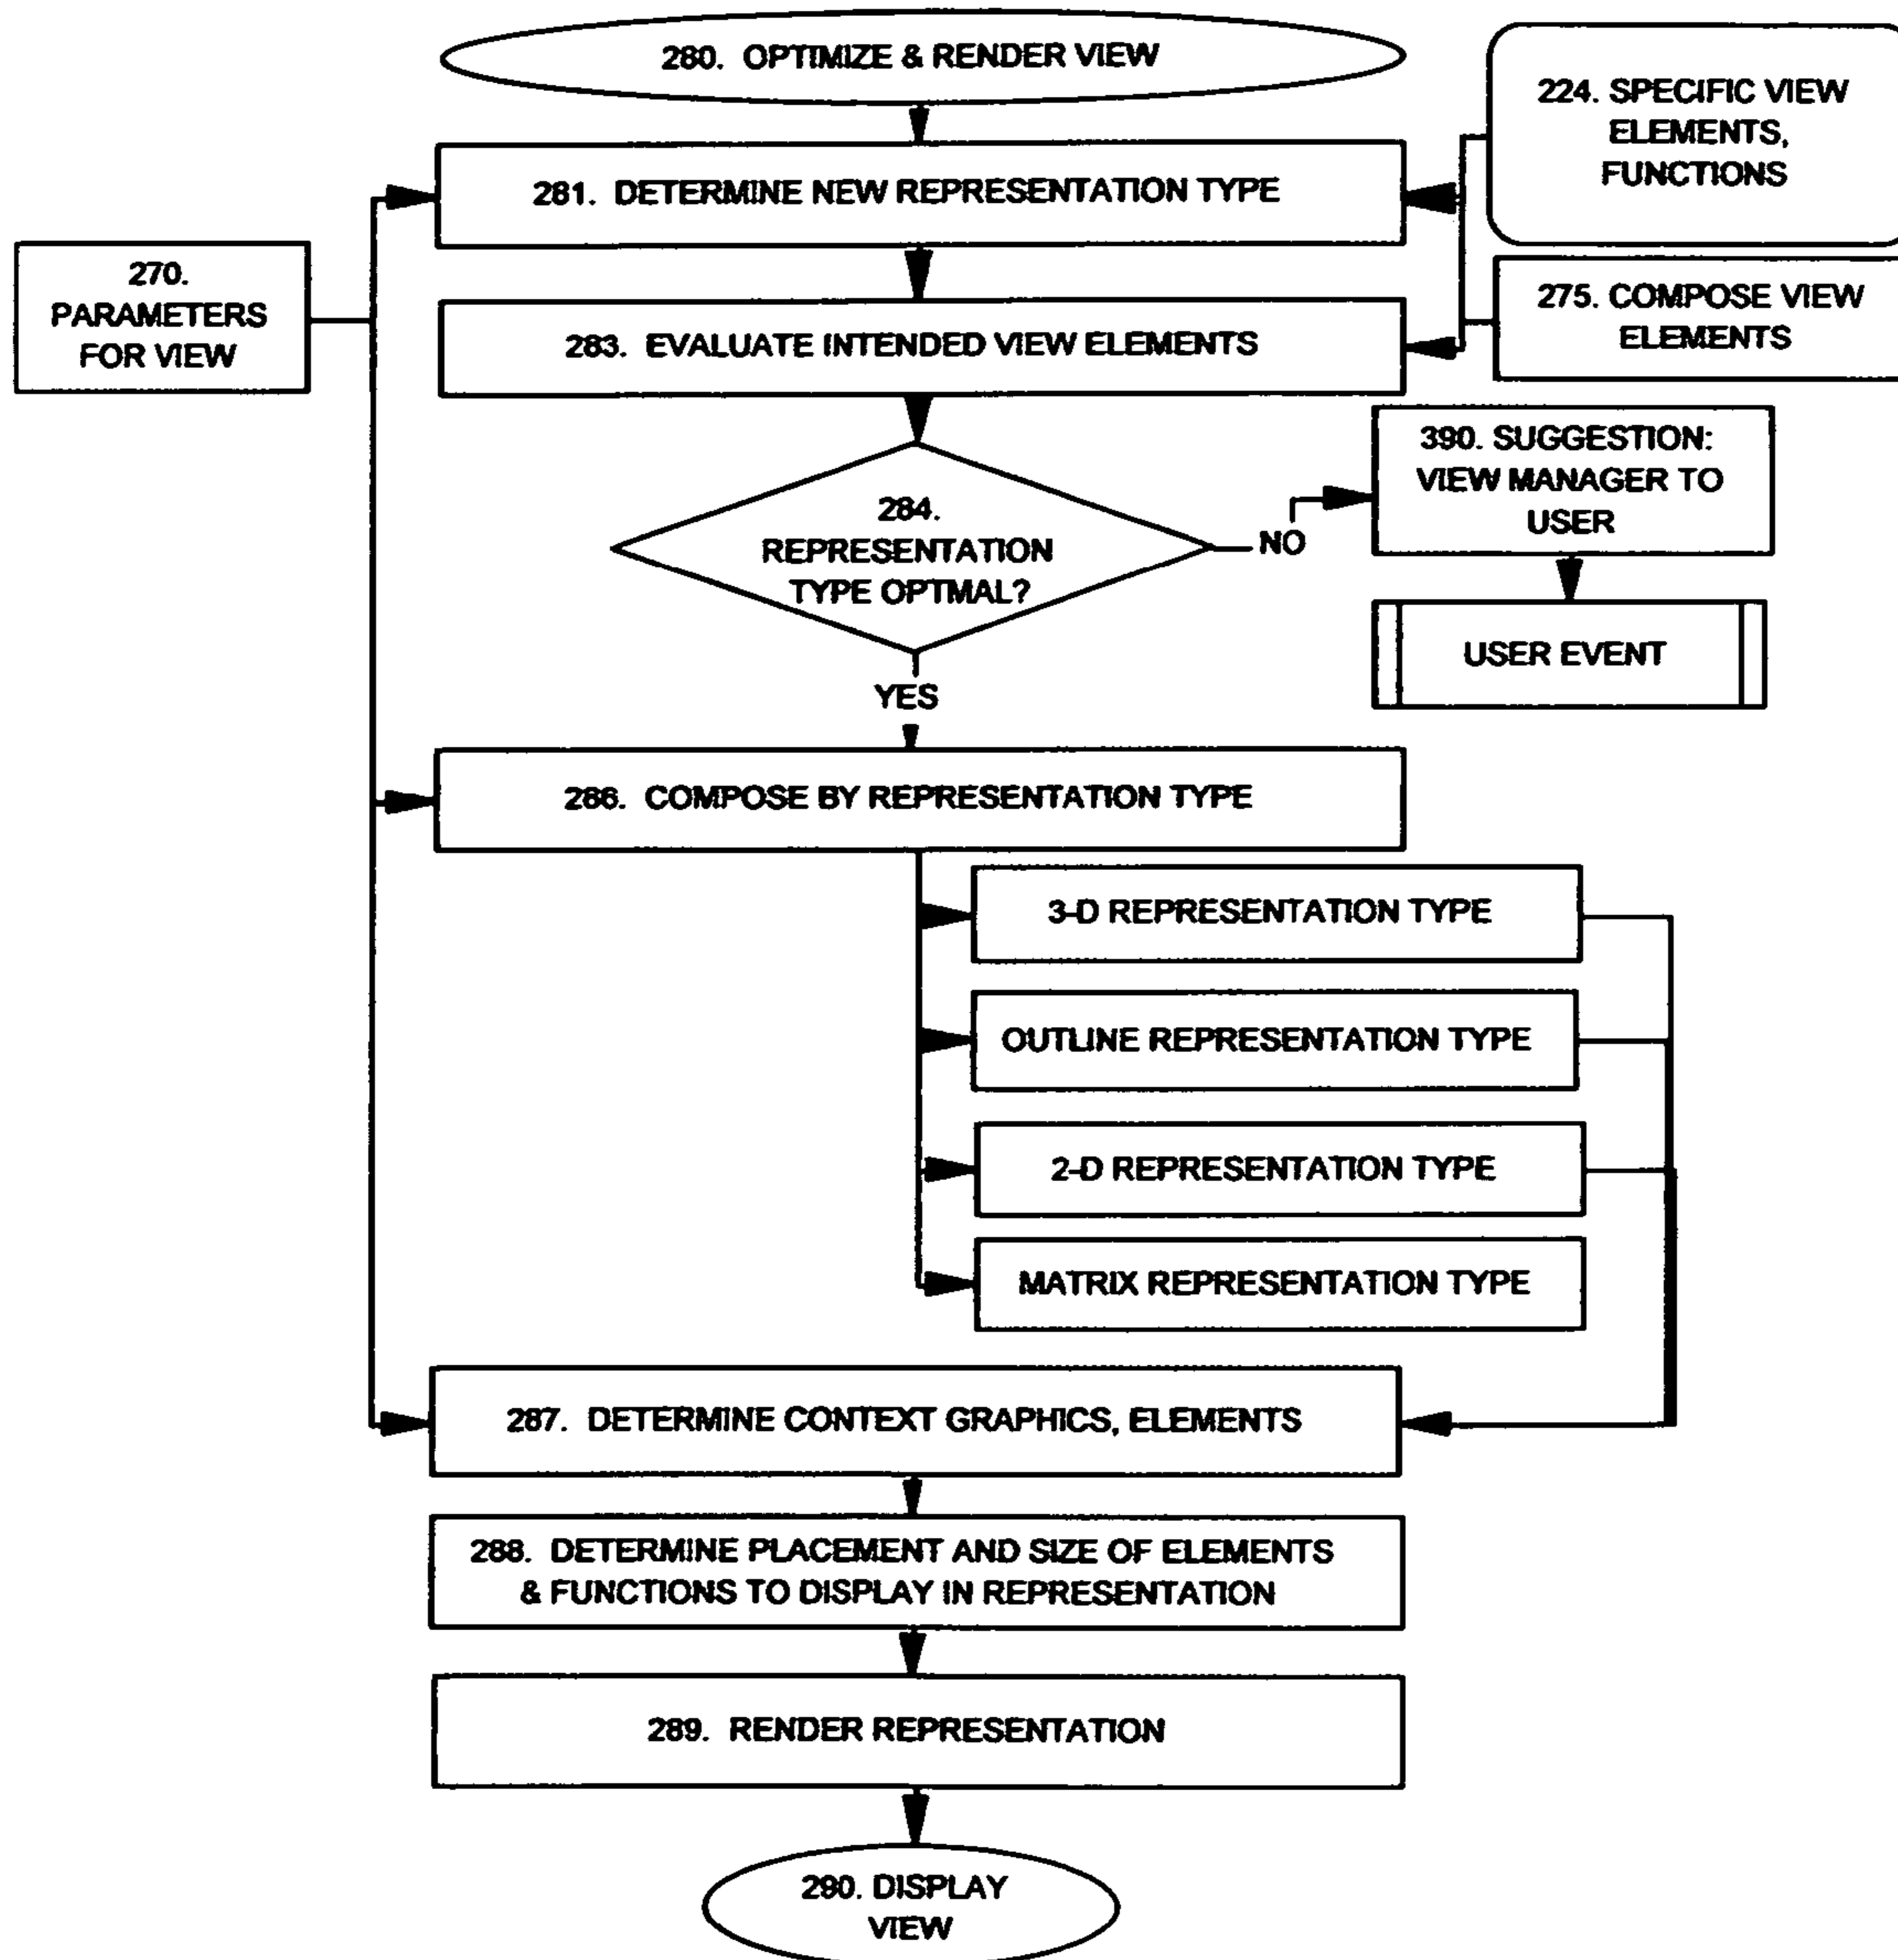 280. OPTIMIZE & RENDER VIEW
224. SPECIFIC VIEW
ELEMENTS,
FUNCTIONS
281. DETERMINE NEW REPRESENTATION TYPE
270.
PARAMETERS
FOR VIEW
275. COMPOSE VIEW
ELEMENTS
283. EVALUATE INTENDED VIEW ELEMENTS
390. SUGGESTION:
VIEW MANAGER TO
USER
284.
REPRESENTATION
TYPE OPTMAL?
NO
USER EVENT
YES
286. COMPOSE BY REPRESENTATION TYPE
3-D REPRESENTATION TYPE
OUTLINE REPRESENTATION TYPE
2-D REPRESENTATION TYPE
MATRIX REPRESENTATION TYPE
287. DETERMINE CONTEXT GRAPHICS, ELEMENTS
288. DETERMINE PLACEMENT AND SIZE OF ELEMENTS
& FUNCTIONS TO DISPLAY IN REPRESENTATION
289. RENDER REPRESENTATION
290. DISPLAY
VIEW